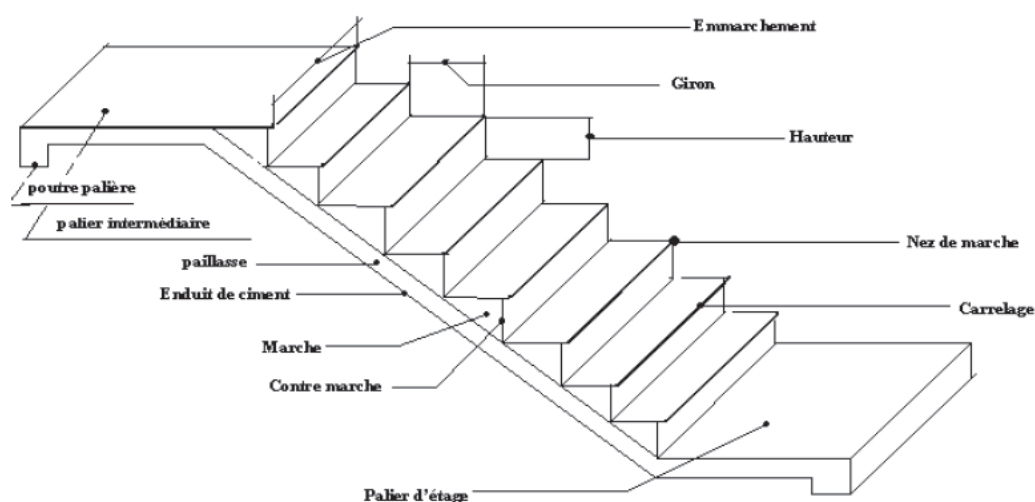 Emmarchement
Giron
Hauteur
poutre palière
palier intermédiaire
Nez de marche
paillasse
Enduit de ciment
Carrelage
Marche
Contre marche
Palier d'étage